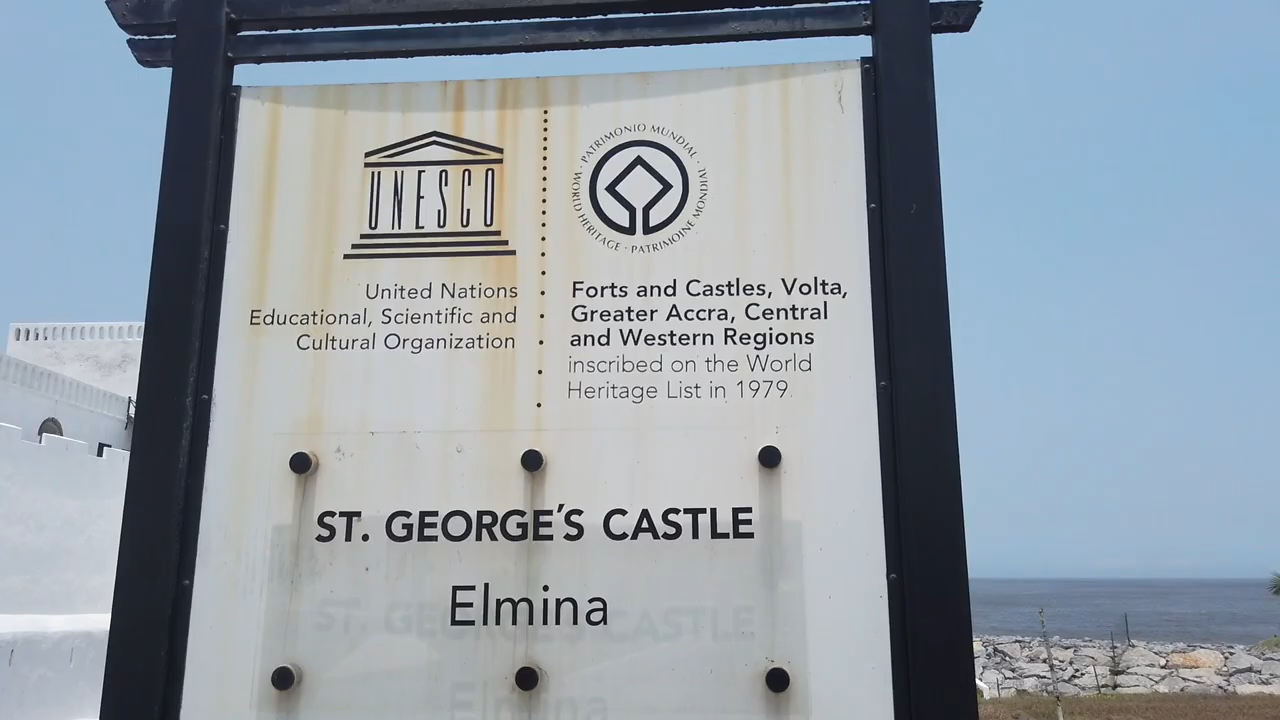 UNESCO
United Nations
Educational, Scientific and
Cultural Organization
WORLD HERITAGE · PATRIMONIO MUNDIAL · PATRIMOINE MONDIAL ·
Forts and Castles, Volta,
Greater Accra, Central
and Western Regions
inscribed on the World
Heritage List in 1979.
ST. GEORGE'S CASTLE
Elmina